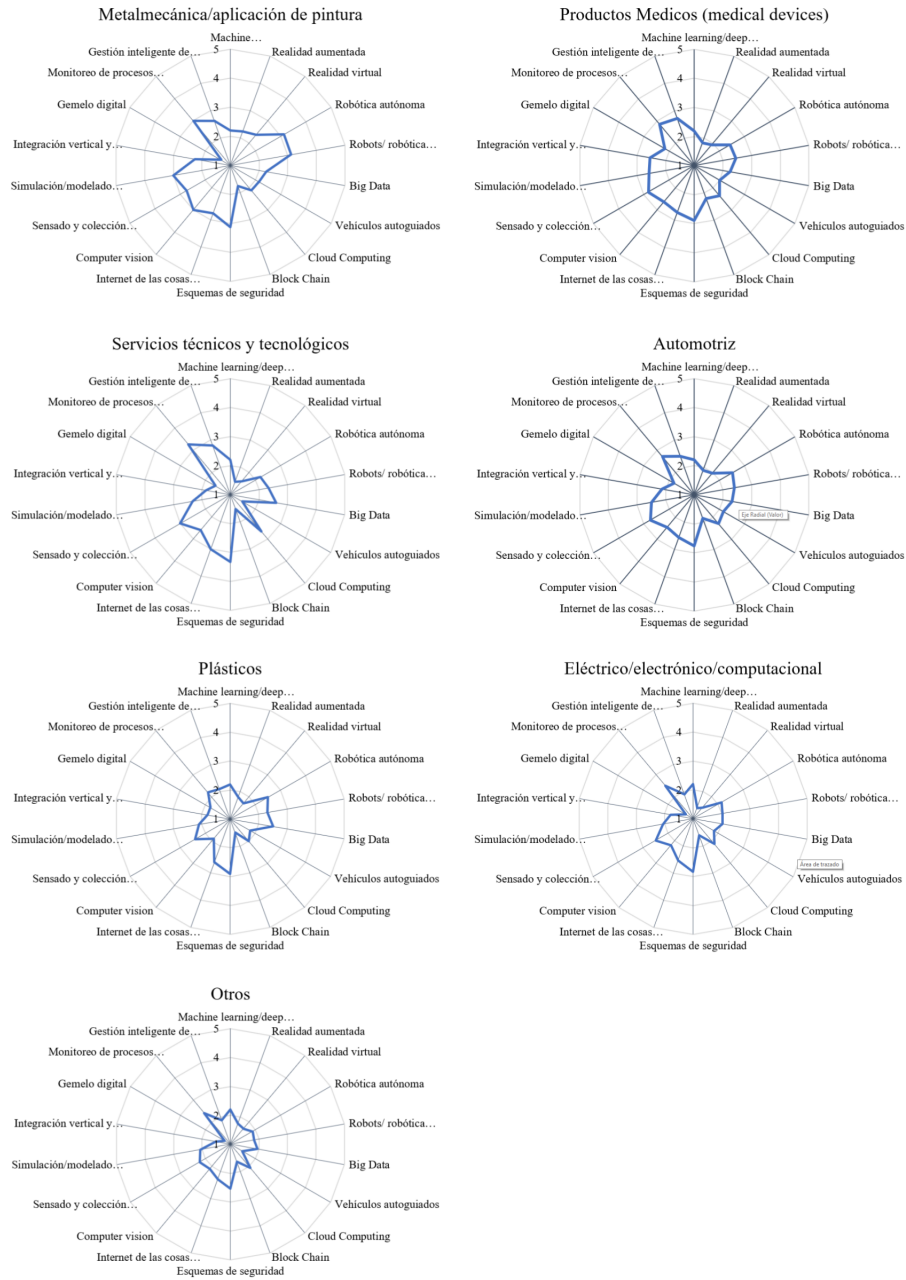 Metalmecánica/aplicación de pintura
Machine…
Realidad aumentada
Realidad virtual
Robótica autónoma
Robots/ robótica…
Big Data
Vehículos autoguiados
Cloud Computing
Block Chain
Esquemas de seguridad
Internet de las cosas…
Computer vision
Sensado y colección…
Simulación/modelado…
Integración vertical y…
Gemelo digital
Monitoreo de procesos…
Gestión inteligente de…
5
4
3
2
1
Productos Medicos (medical devices)
Machine learning/deep…
Realidad aumentada
Realidad virtual
Robótica autónoma
Robots/ robótica…
Big Data
Vehículos autoguiados
Cloud Computing
Block Chain
Esquemas de seguridad
Internet de las cosas…
Computer vision
Sensado y colección…
Simulación/modelado…
Integración vertical y…
Gemelo digital
Monitoreo de procesos…
Gestión inteligente de…
5
4
3
2
1
Servicios técnicos y tecnológicos
Machine learning/deep…
Realidad aumentada
Realidad virtual
Robótica autónoma
Robots/ robótica…
Big Data
Vehículos autoguiados
Cloud Computing
Block Chain
Esquemas de seguridad
Internet de las cosas…
Computer vision
Sensado y colección…
Simulación/modelado…
Integración vertical y…
Gemelo digital
Monitoreo de procesos…
Gestión inteligente de…
5
4
3
2
1
Automotriz
Machine learning/deep…
Realidad aumentada
Realidad virtual
Robótica autónoma
Robots/ robótica…
Big Data
Vehículos autoguiados
Cloud Computing
Block Chain
Esquemas de seguridad
Internet de las cosas…
Computer vision
Sensado y colección…
Simulación/modelado…
Integración vertical y…
Gemelo digital
Monitoreo de procesos…
Gestión inteligente de…
5
4
3
2
1
Eje Radial (Valor)
Plásticos
Machine learning/deep…
Realidad aumentada
Realidad virtual
Robótica autónoma
Robots/ robótica…
Big Data
Vehículos autoguiados
Cloud Computing
Block Chain
Esquemas de seguridad
Internet de las cosas…
Computer vision
Sensado y colección…
Simulación/modelado…
Integración vertical y…
Gemelo digital
Monitoreo de procesos…
Gestión inteligente de…
5
4
3
2
1
Eléctrico/electrónico/computacional
Machine learning/deep…
Realidad aumentada
Realidad virtual
Robótica autónoma
Robots/ robótica…
Big Data
Vehículos autoguiados
Cloud Computing
Block Chain
Esquemas de seguridad
Internet de las cosas…
Computer vision
Sensado y colección…
Simulación/modelado…
Integración vertical y…
Gemelo digital
Monitoreo de procesos…
Gestión inteligente de…
5
4
3
2
1
Área de trazado
Otros
Machine learning/deep…
Realidad aumentada
Realidad virtual
Robótica autónoma
Robots/ robótica…
Big Data
Vehículos autoguiados
Cloud Computing
Block Chain
Esquemas de seguridad
Internet de las cosas…
Computer vision
Sensado y colección…
Simulación/modelado…
Integración vertical y…
Gemelo digital
Monitoreo de procesos…
Gestión inteligente de…
5
4
3
2
1